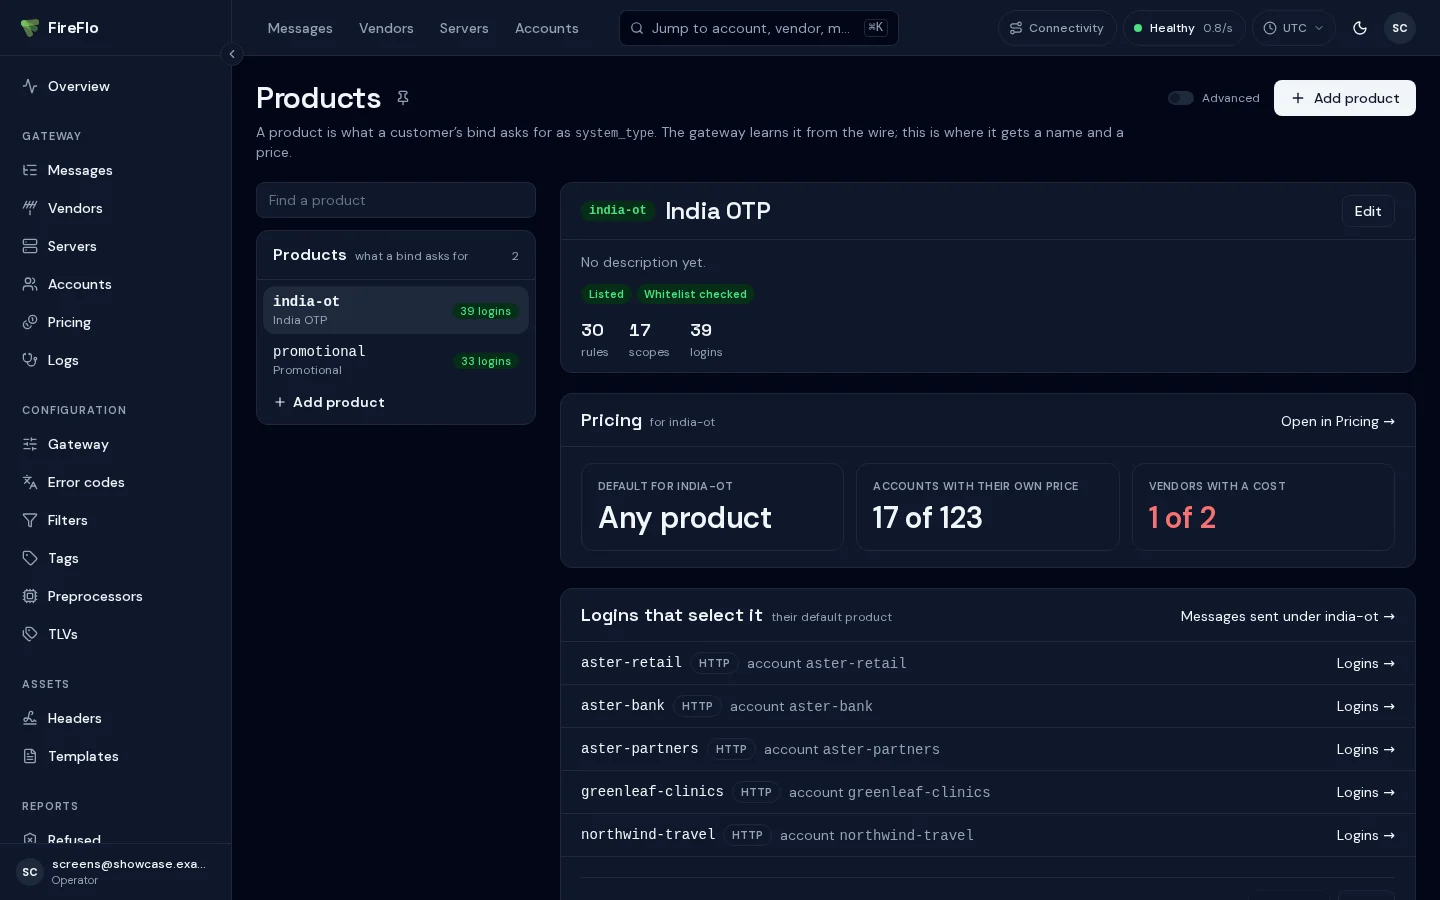 FireFlo
Messages
Vendors
Servers
Accounts
Jump to account, vendor, m...
⌘K
Connectivity
Healthy 0.8/s
UTC
SC
Overview
GATEWAY
Messages
Vendors
Servers
Accounts
Pricing
Logs
CONFIGURATION
Gateway
Error codes
Filters
Tags
Preprocessors
TLVs
ASSETS
Headers
Templates
REPORTS
Refused
SC
screens@showcase.exa...
Operator
Products
Advanced
+ Add product
A product is what a customer’s bind asks for as system_type. The gateway learns it from the wire; this is where it gets a name and a
price.
Find a product
Products what a bind asks for 2
india-ot
India OTP
39 logins
promotional
Promotional
33 logins
+ Add product
india-ot India OTP
Edit
No description yet.
Listed Whitelist checked
30 17 39
rules scopes logins
Pricing for india-ot
Open in Pricing →
DEFAULT FOR INDIA-OT
Any product
ACCOUNTS WITH THEIR OWN PRICE
17 of 123
VENDORS WITH A COST
1 of 2
Logins that select it their default product
Messages sent under india-ot →
aster-retail HTTP account aster-retail Logins →
aster-bank HTTP account aster-bank Logins →
aster-partners HTTP account aster-partners Logins →
greenleaf-clinics HTTP account greenleaf-clinics Logins →
northwind-travel HTTP account northwind-travel Logins →